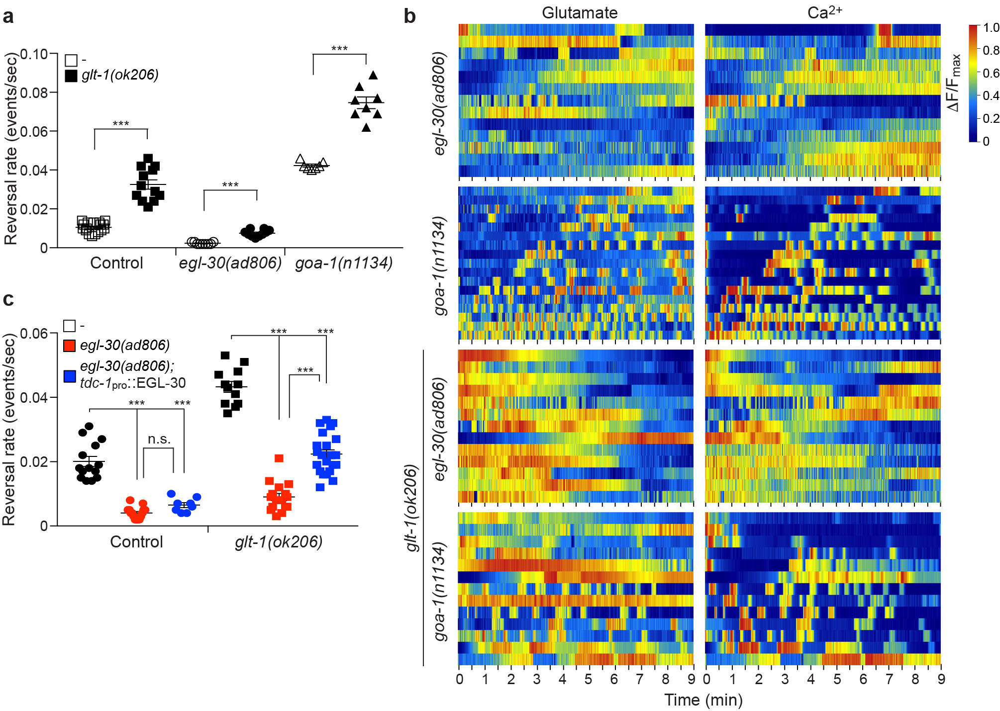 a
Reversal rate (events/sec)
0.10
0.08
0.06
0.04
0.02
0
-
glt-1(ok206)
***
***
***
Control
egl-30(ad806)
goa-1(n1134)
b
Glutamate
Ca2+
egl-30(ad806)
goa-1(n1134)
glt-1(ok206)
egl-30(ad806)
goa-1(n1134)
1.0
0.8
0.6
0.4
0.2
0
ΔF/Fmax
0 1 2 3 4 5 6 7 8 9
0 1 2 3 4 5 6 7 8 9
Time (min)
c
Reversal rate (events/sec)
0.06
0.04
0.02
0
-
egl-30(ad806)
egl-30(ad806);
tdc-1pro::EGL-30
*** ***
n.s.
*** ***
***
Control
glt-1(ok206)